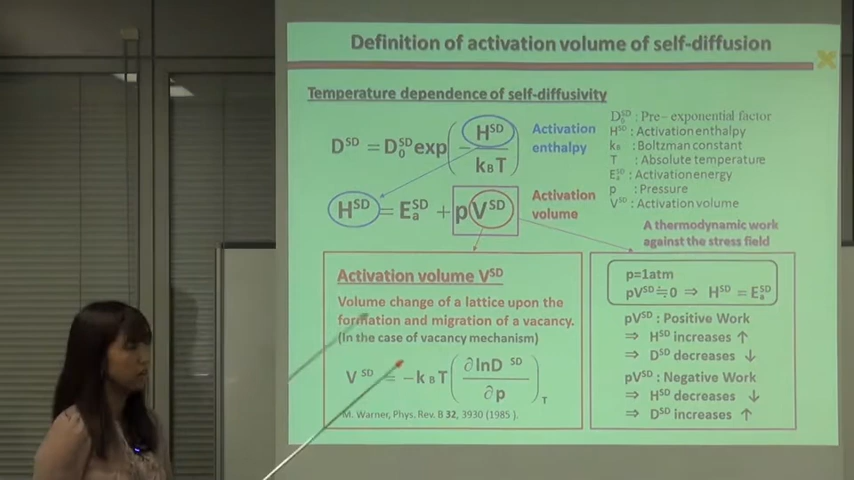 Definition of activation volume of self-diffusion
Temperature dependence of self-diffusivity
D^SD = D_0^SD exp(− H^SD / k_B T)
Activation enthalpy
H^SD = E_a^SD + pV^SD
Activation volume
D_0^SD : Pre-exponential factor
H^SD : Activation enthalpy
k_B : Boltzman constant
T : Absolute temperature
E_a^SD : Activation energy
p : Pressure
V^SD : Activation volume
A thermodynamic work
against the stress field
Activation volume V^SD
Volume change of a lattice upon the
formation and migration of a vacancy.
(In the case of vacancy mechanism)
V^SD = −k_B T (∂lnD^SD / ∂p)_T
M. Warner, Phys. Rev. B 32, 3930 (1985 ).
p=1atm
pV^SD≒0 ⇒ H^SD = E_a^SD
pV^SD : Positive Work
⇒ H^SD increases ↑
⇒ D^SD decreases ↓
pV^SD : Negative Work
⇒ H^SD decreases ↓
⇒ D^SD increases ↑